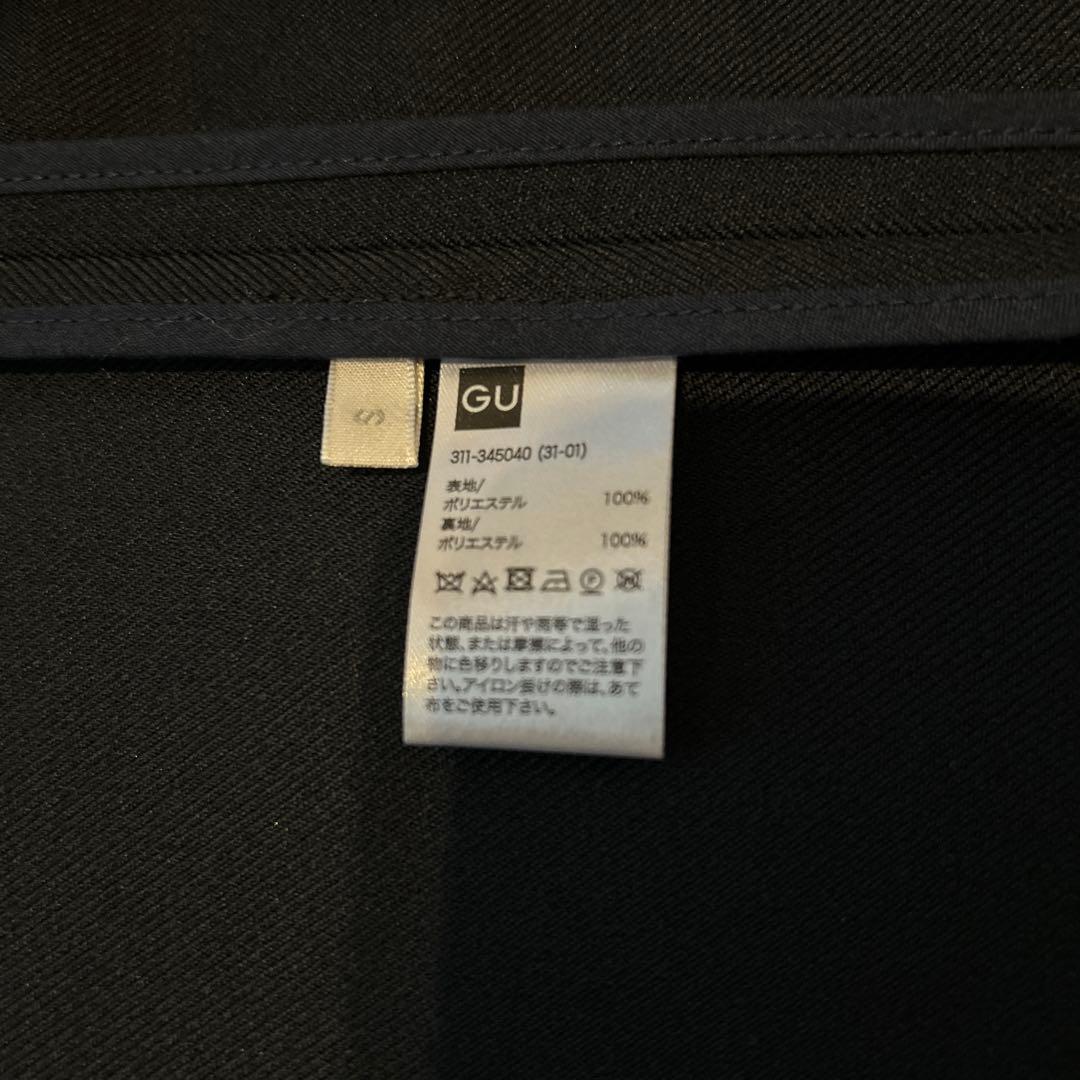 S
GU
311-345040 (31-01)
表地/
ポリエステル 100%
裏地/
ポリエステル 100%
この商品は汗や雨等で湿った
状態、または摩擦によって、他の
物に色移りしますのでご注意下
さい。アイロン掛けの際は、あて
布をご使用下さい。